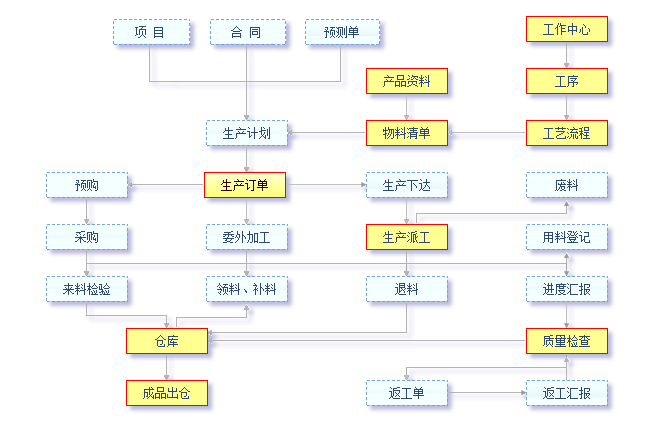 项 目
合 同
预测单
工作中心
产品资料
工序
生产计划
物料清单
工艺流程
预购
生产订单
生产下达
废料
采购
委外加工
生产派工
用料登记
来料检验
领料、补料
退料
进度汇报
仓库
质量检查
成品出仓
返工单
返工汇报